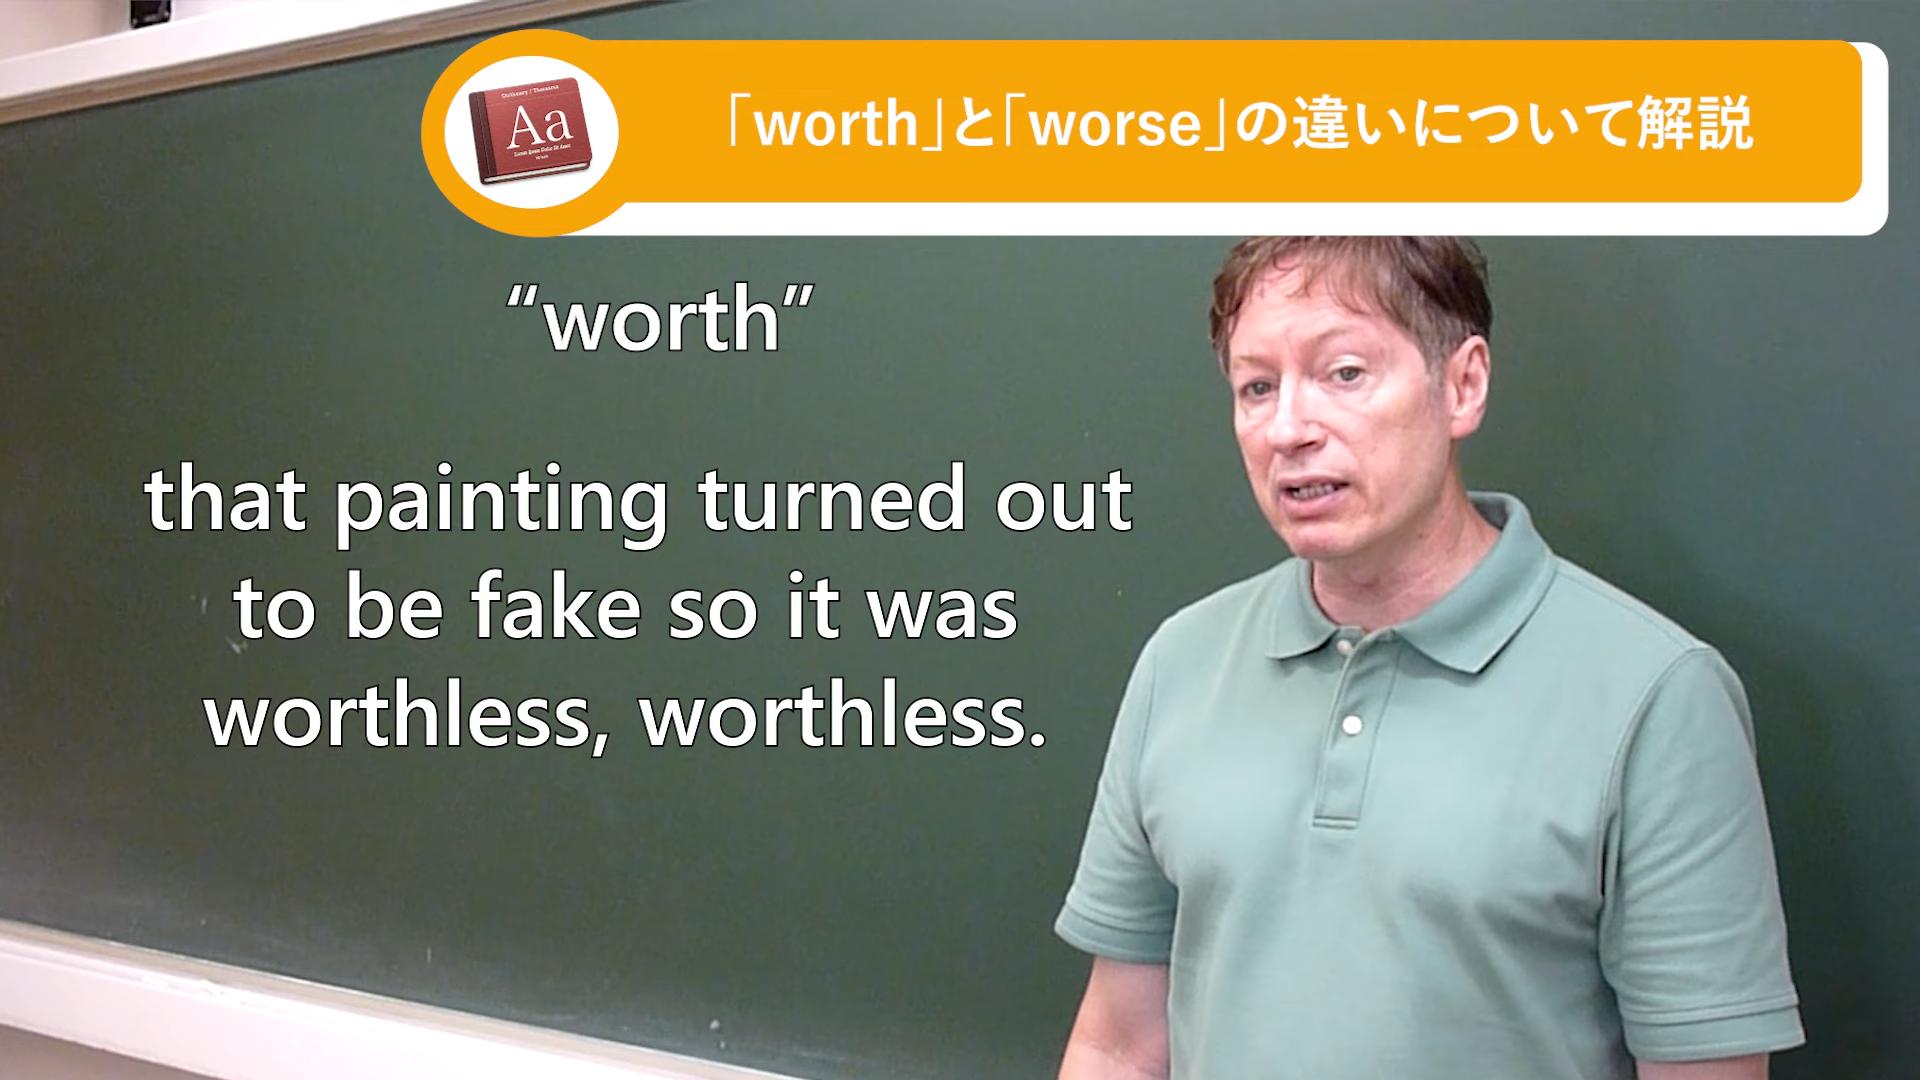 「worth」と「worse」の違いについて解説
Aa
“worth”
that painting turned out
to be fake so it was
worthless, worthless.